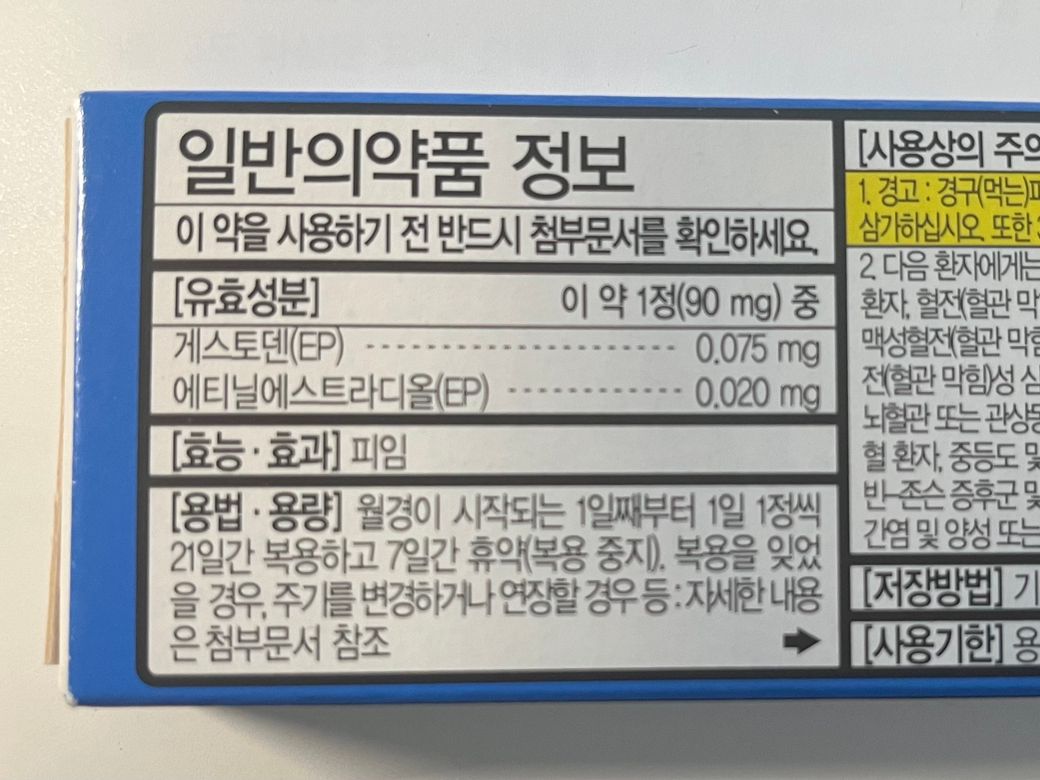 일반의약품 정보
이 약을 사용하기 전 반드시 첨부문서를 확인하세요.
[유효성분] 이 약 1정(90 mg) 중
게스토덴(EP) ---------------------- 0.075 mg
에티닐에스트라디올(EP) ------------ 0.020 mg
[효능·효과] 피임
[용법·용량] 월경이 시작되는 1일째부터 1일 1정씩
21일간 복용하고 7일간 휴약(복용 중지). 복용을 잊었
을 경우, 주기를 변경하거나 연장할 경우 등 : 자세한 내용
은 첨부문서 참조
[사용상의 주의
1. 경고 : 경구(먹는)피
삼가하십시오. 또한 3
2. 다음 환자에게는
환자, 혈전(혈관 막
맥성혈전(혈관 막힘
전(혈관 막힘)성 심
뇌혈관 또는 관상동
혈 환자, 중등도 및
빈-존슨 증후군 및
간염 및 양성 또는
[저장방법] 기
[사용기한] 용